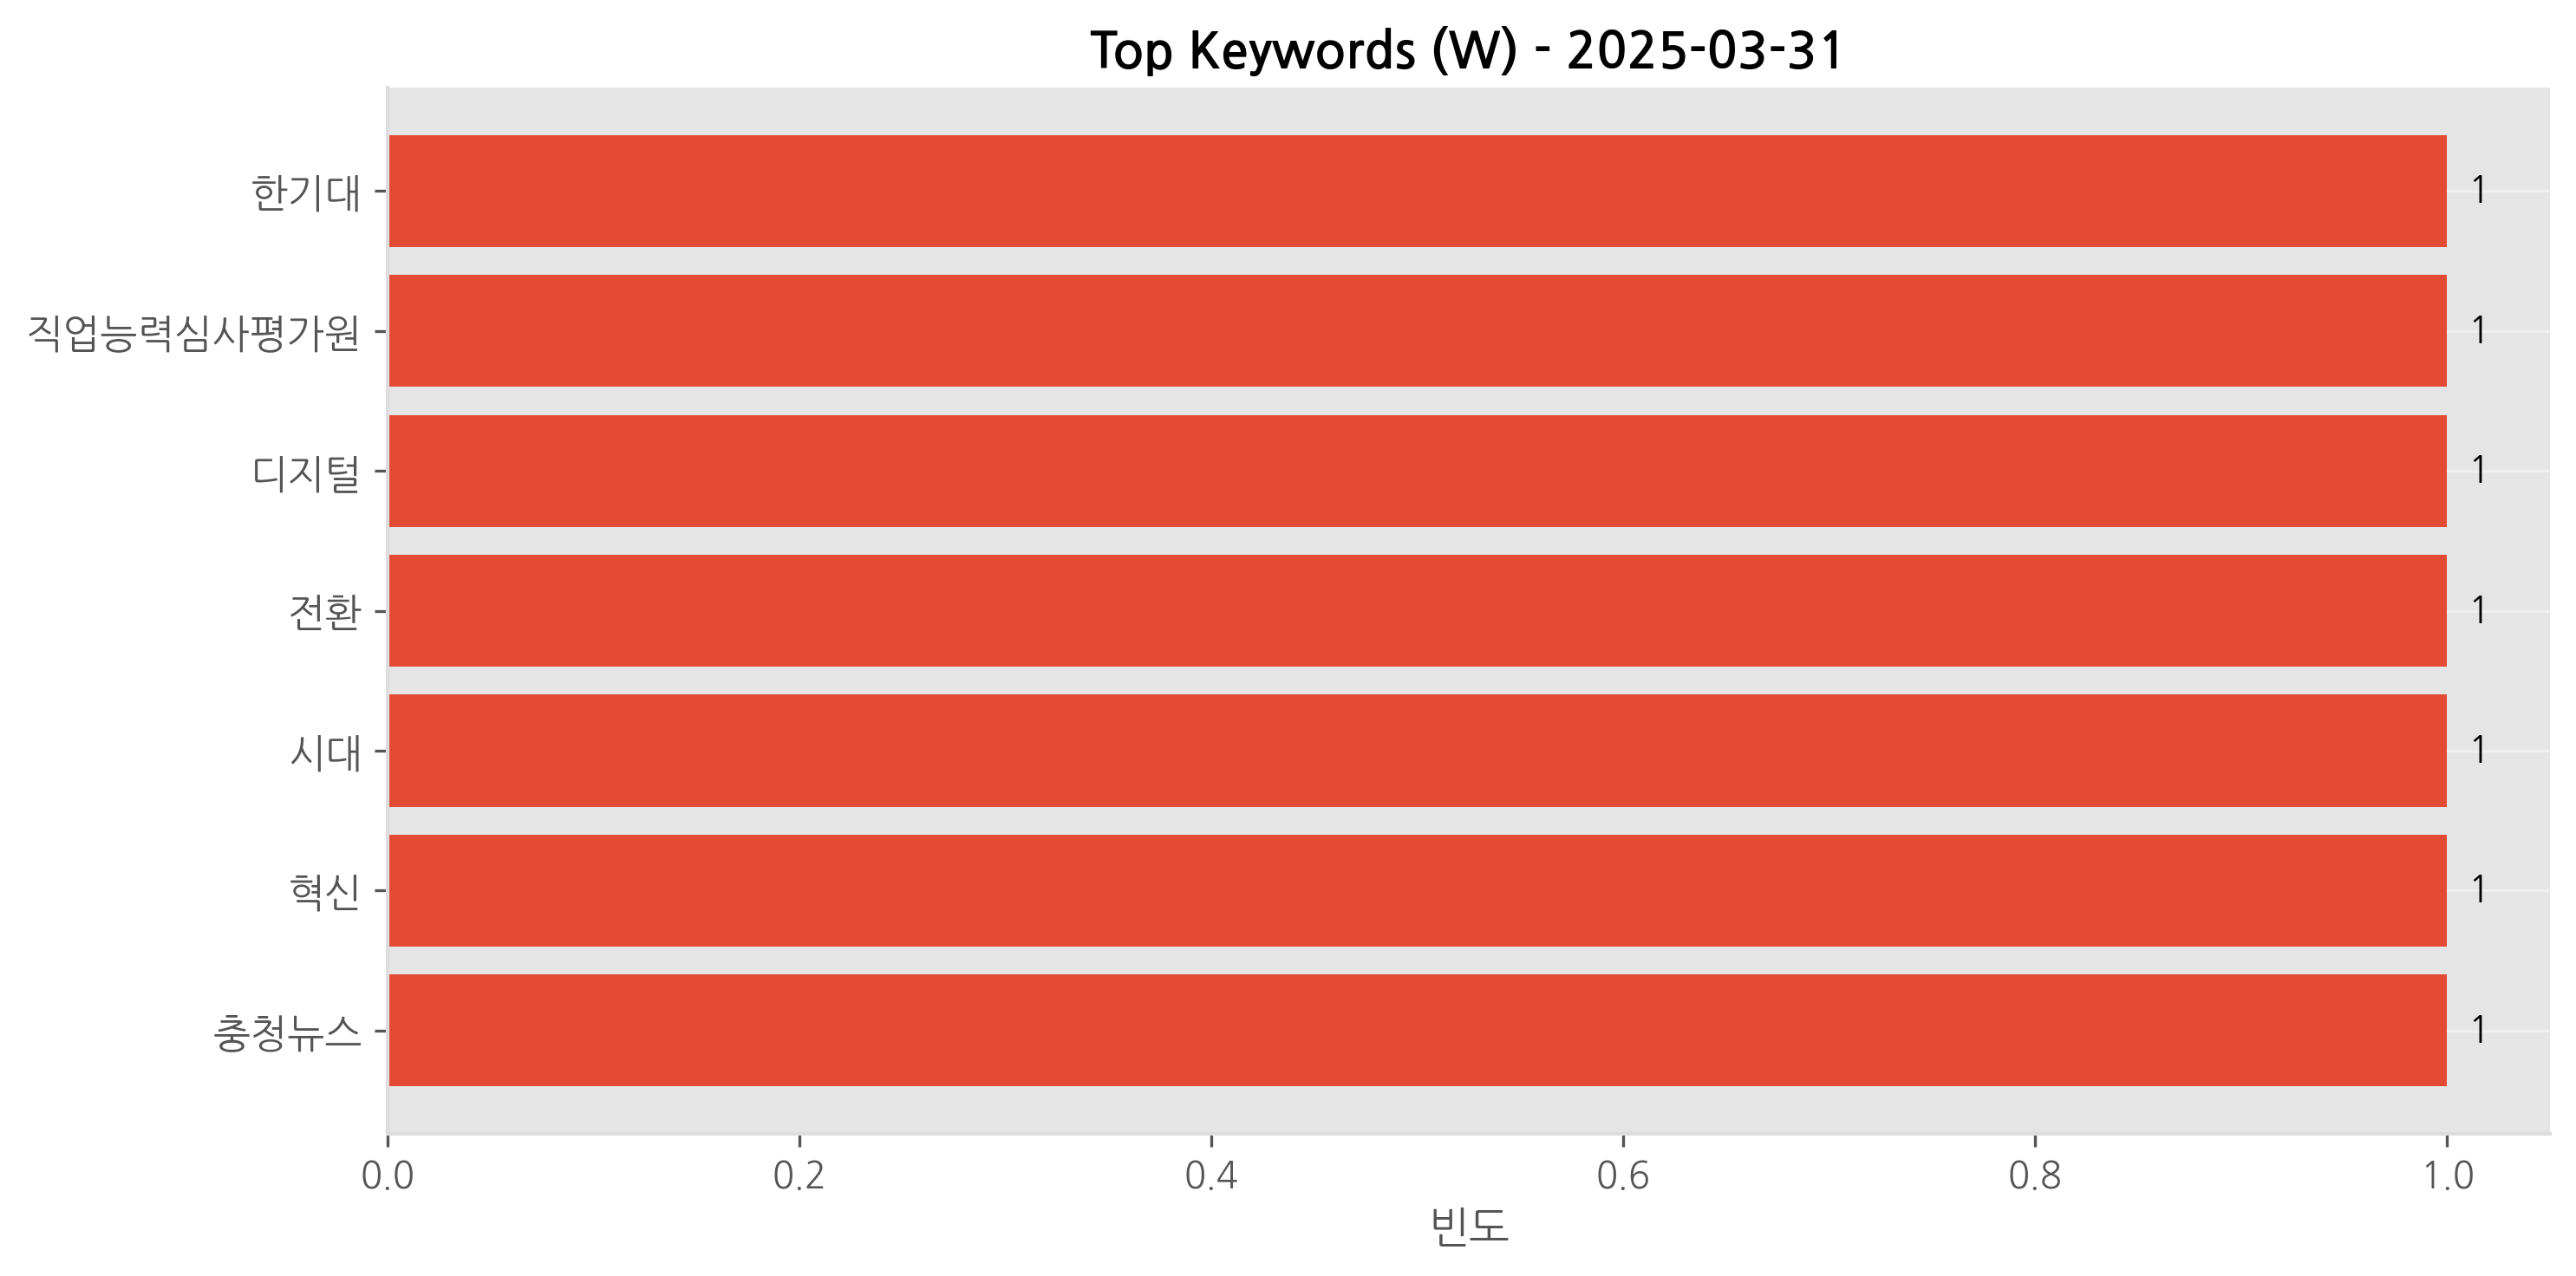 Top Keywords (W) - 2025-03-31
한기대 1
직업능력심사평가원 1
디지털 1
전환 1
시대 1
혁신 1
충청뉴스 1
0.0 0.2 0.4 0.6 0.8 1.0
빈도